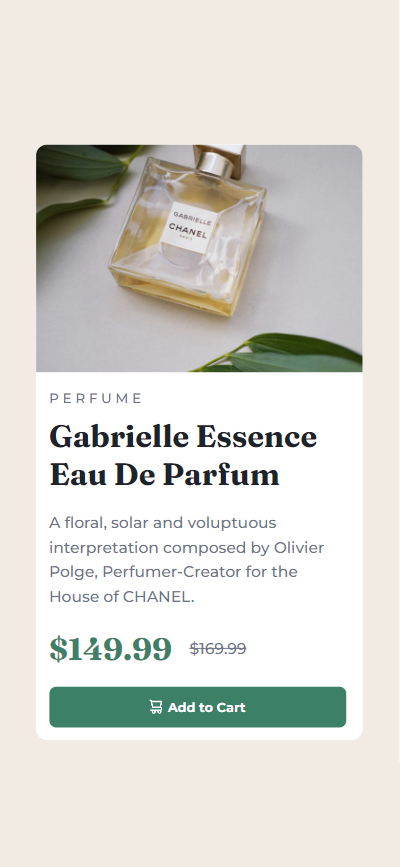 GABRIELLE
CHANEL
PARIS
PERFUME
Gabrielle Essence
Eau De Parfum
A floral, solar and voluptuous
interpretation composed by Olivier
Polge, Perfumer-Creator for the
House of CHANEL.
$149.99 $169.99
Add to Cart